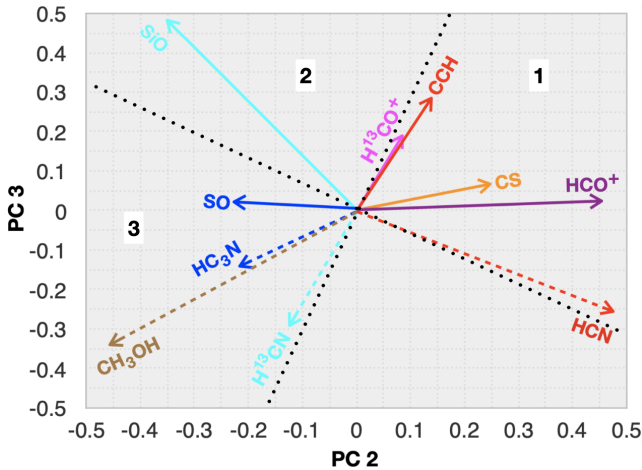 0.5
0.4
0.3
0.2
0.1
0
-0.1
-0.2
-0.3
-0.4
-0.5
PC 3
SiO
2
1
CCH
H¹³CO⁺
CS
HCO⁺
SO
3
HC₃N
CH₃OH
H¹³CN
HCN
-0.5 -0.4 -0.3 -0.2 -0.1 0 0.1 0.2 0.3 0.4 0.5
PC 2